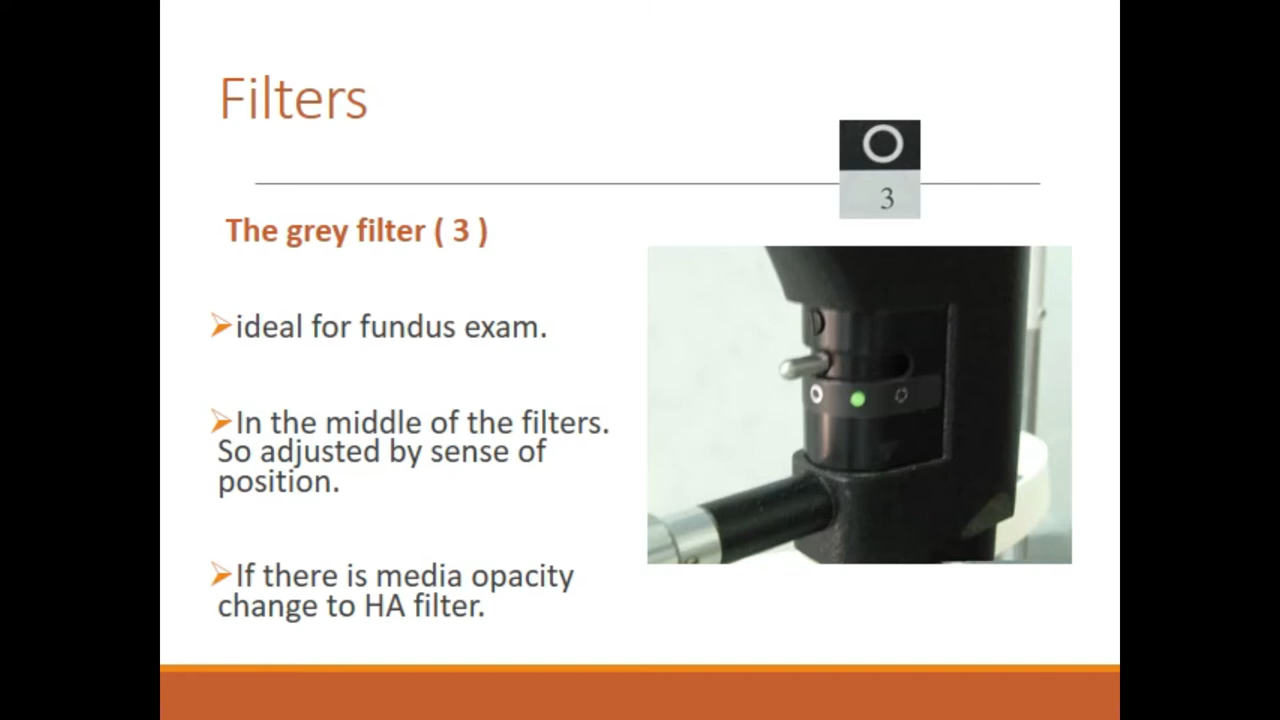 Filters
3
The grey filter ( 3 )
ideal for fundus exam.
In the middle of the filters.
So adjusted by sense of
position.
If there is media opacity
change to HA filter.